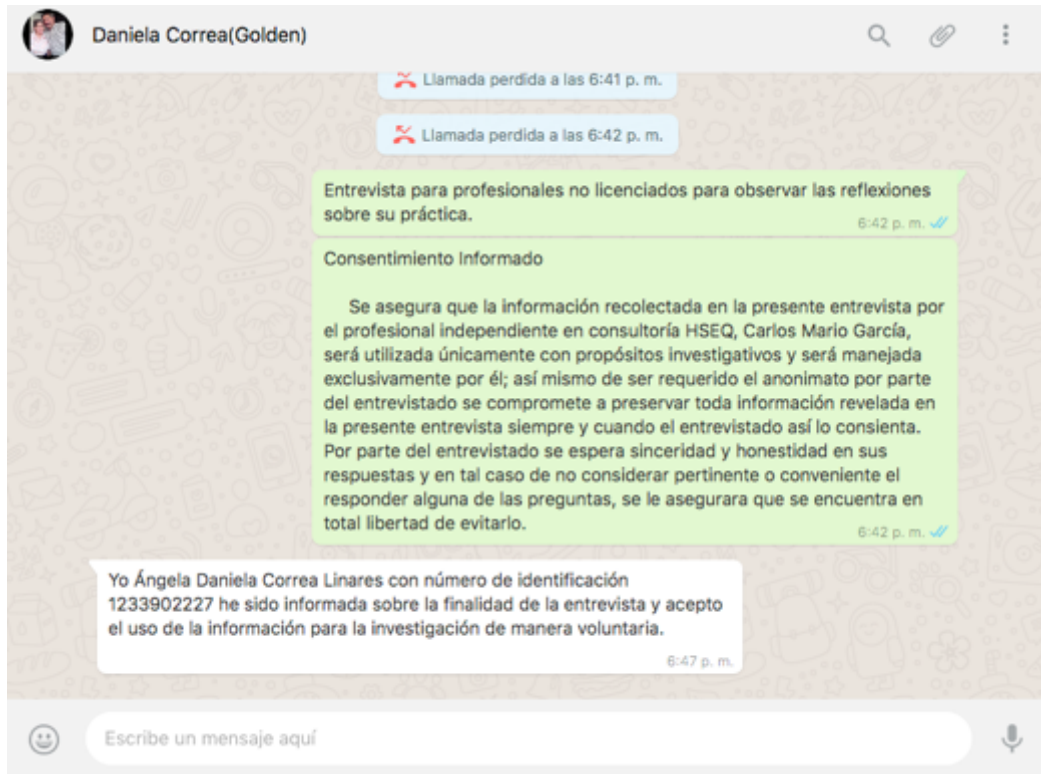 Daniela Correa(Golden)
Llamada perdida a las 6:41 p. m.
Llamada perdida a las 6:42 p. m.
Entrevista para profesionales no licenciados para observar las reflexiones
sobre su práctica.
6:42 p. m.
Consentimiento Informado
Se asegura que la información recolectada en la presente entrevista por
el profesional independiente en consultoría HSEQ, Carlos Mario García,
será utilizada únicamente con propósitos investigativos y será manejada
exclusivamente por él; así mismo de ser requerido el anonimato por parte
del entrevistado se compromete a preservar toda información revelada en
la presente entrevista siempre y cuando el entrevistado así lo consienta.
Por parte del entrevistado se espera sinceridad y honestidad en sus
respuestas y en tal caso de no considerar pertinente o conveniente el
responder alguna de las preguntas, se le asegurara que se encuentra en
total libertad de evitarlo.
6:42 p. m.
Yo Ángela Daniela Correa Linares con número de identificación
1233902227 he sido informada sobre la finalidad de la entrevista y acepto
el uso de la información para la investigación de manera voluntaria.
6:47 p. m.
Escribe un mensaje aquí